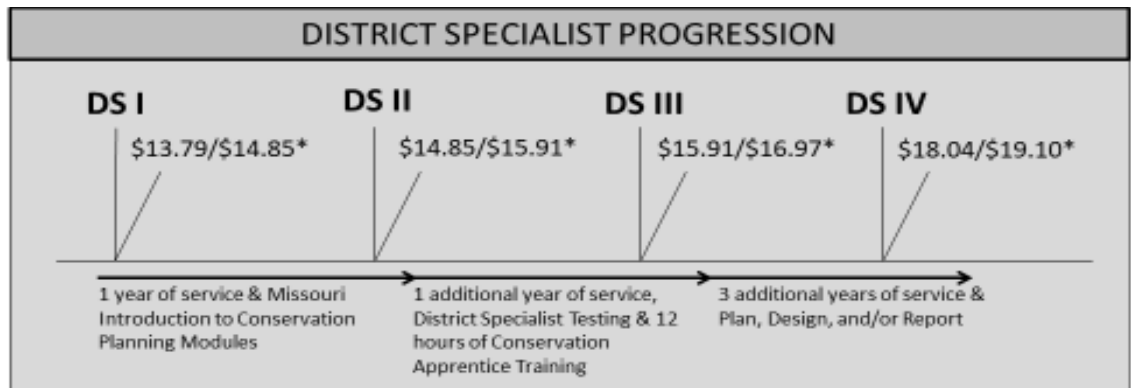 DISTRICT SPECIALIST PROGRESSION
DS I
DS II
DS III
DS IV
$13.79/$14.85*
$14.85/$15.91*
$15.91/$16.97*
$18.04/$19.10*
1 year of service & Missouri
Introduction to Conservation
Planning Modules
1 additional year of service,
District Specialist Testing & 12
hours of Conservation
Apprentice Training
3 additional years of service &
Plan, Design, and/or Report